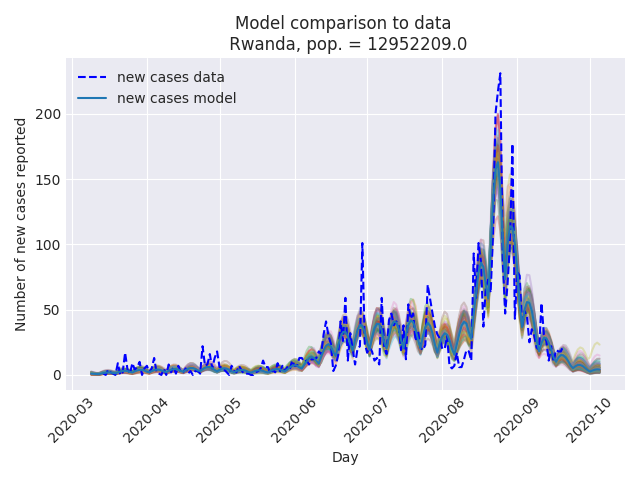 Model comparison to data
Rwanda, pop. = 12952209.0
new cases data
new cases model
Number of new cases reported
200
150
100
50
0
2020-03
2020-04
2020-05
2020-06
2020-07
2020-08
2020-09
2020-10
Day